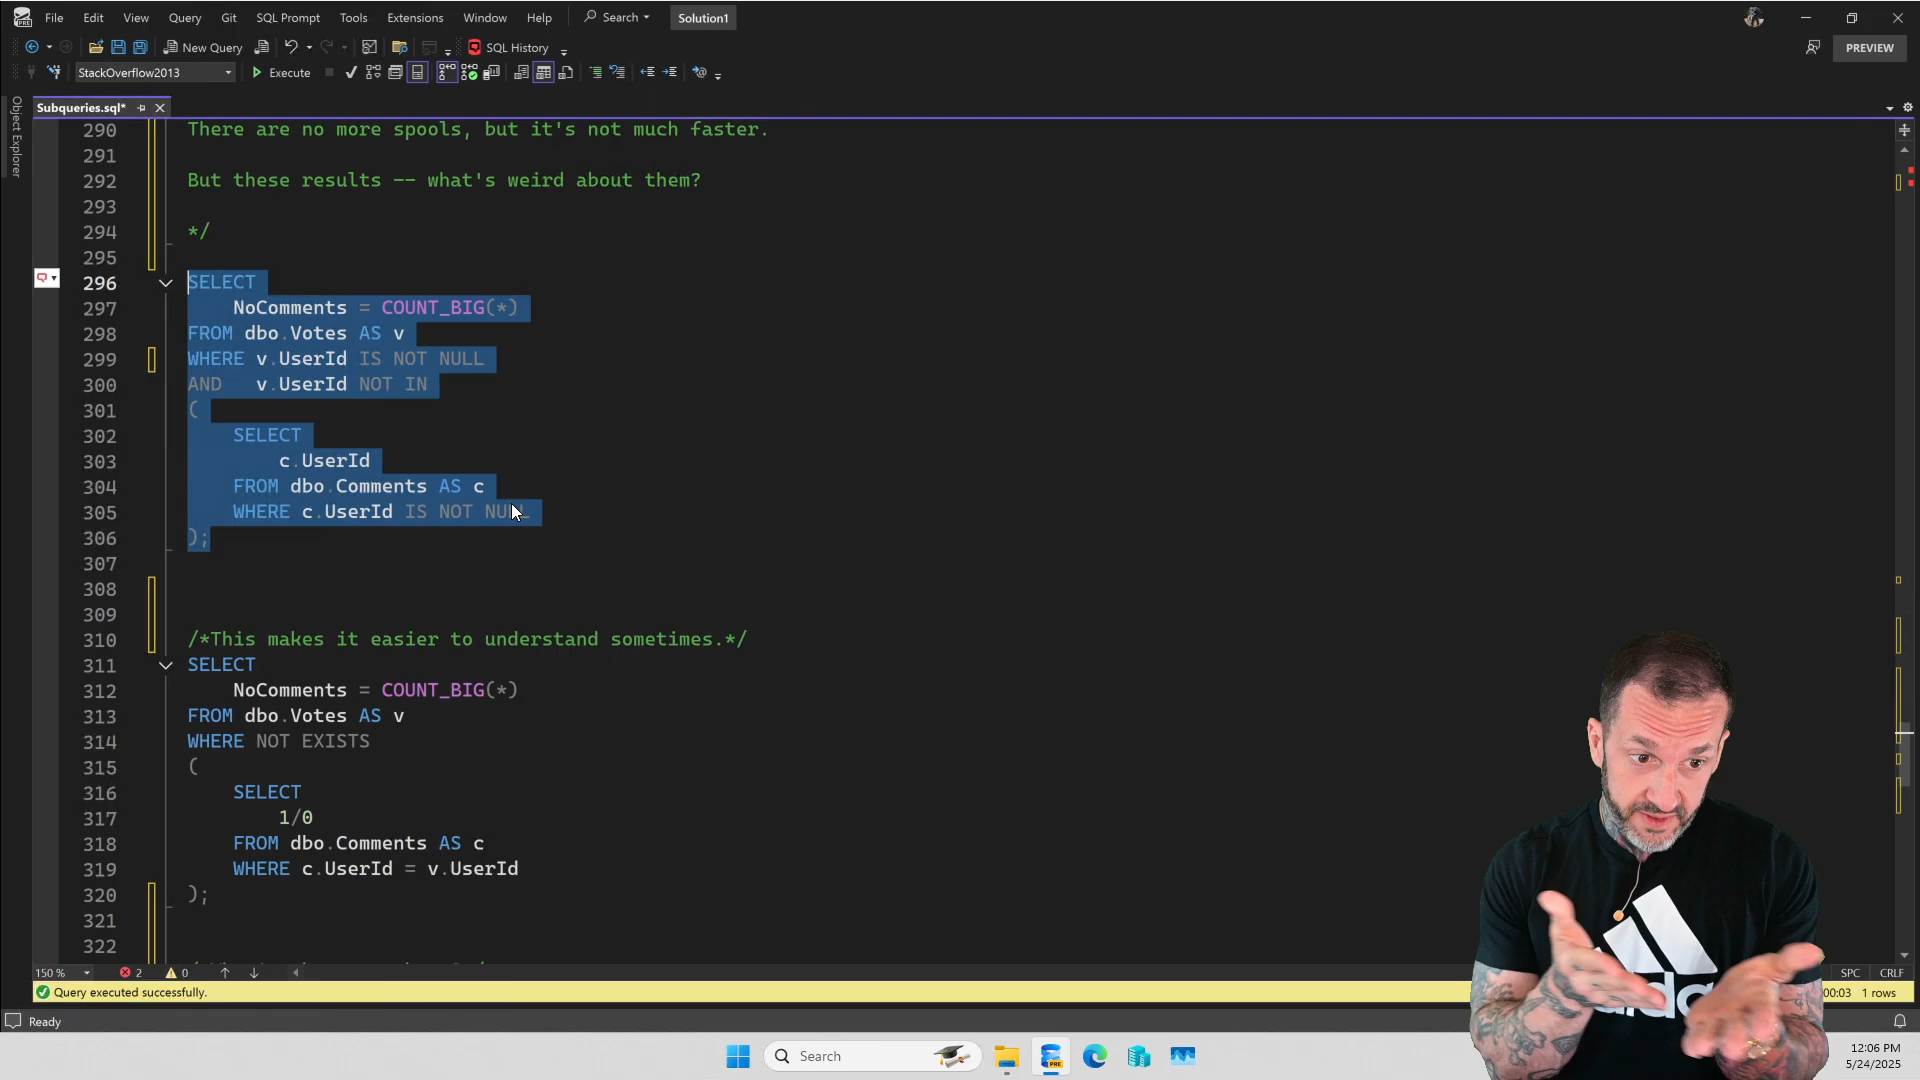 File Edit View Query Git SQL Prompt Tools Extensions Window Help Search Solution1
New Query SQL History PREVIEW
StackOverflow2013 Execute
Object Explorer
Subqueries.sql*
290 There are no more spools, but it's not much faster.
291
292 But these results -- what's weird about them?
293
294 */
295
296 SELECT
297 NoComments = COUNT_BIG(*)
298 FROM dbo.Votes AS v
299 WHERE v.UserId IS NOT NULL
300 AND v.UserId NOT IN
301 (
302 SELECT
303 c.UserId
304 FROM dbo.Comments AS c
305 WHERE c.UserId IS NOT NULL
306 );
307
308
309
310 /*This makes it easier to understand sometimes.*/
311 SELECT
312 NoComments = COUNT_BIG(*)
313 FROM dbo.Votes AS v
314 WHERE NOT EXISTS
315 (
316 SELECT
317 1/0
318 FROM dbo.Comments AS c
319 WHERE c.UserId = v.UserId
320 );
321
322
150 % 2 0 SPC CRLF
Query executed successfully. 00:03 1 rows
Ready
Search
12:06 PM
5/24/2025